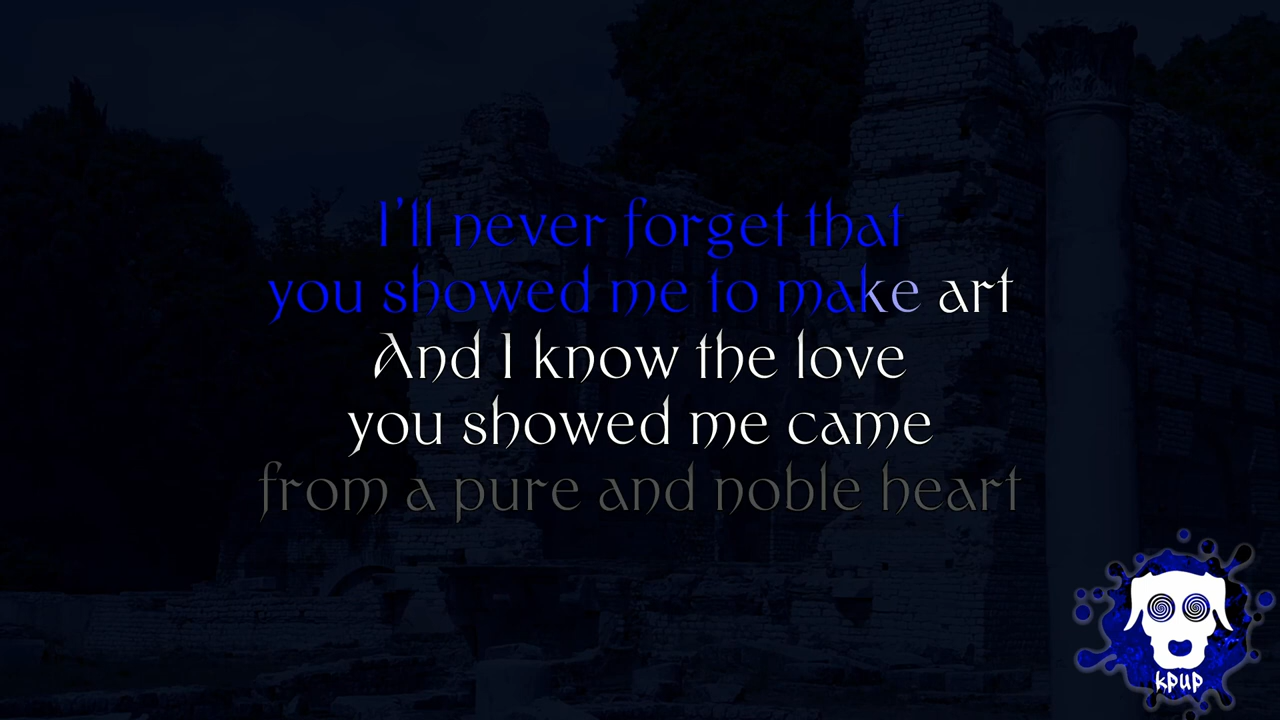 I'll never forget that
you showed me to make art
And I know the love
you showed me came
from a pure and noble heart
kpup